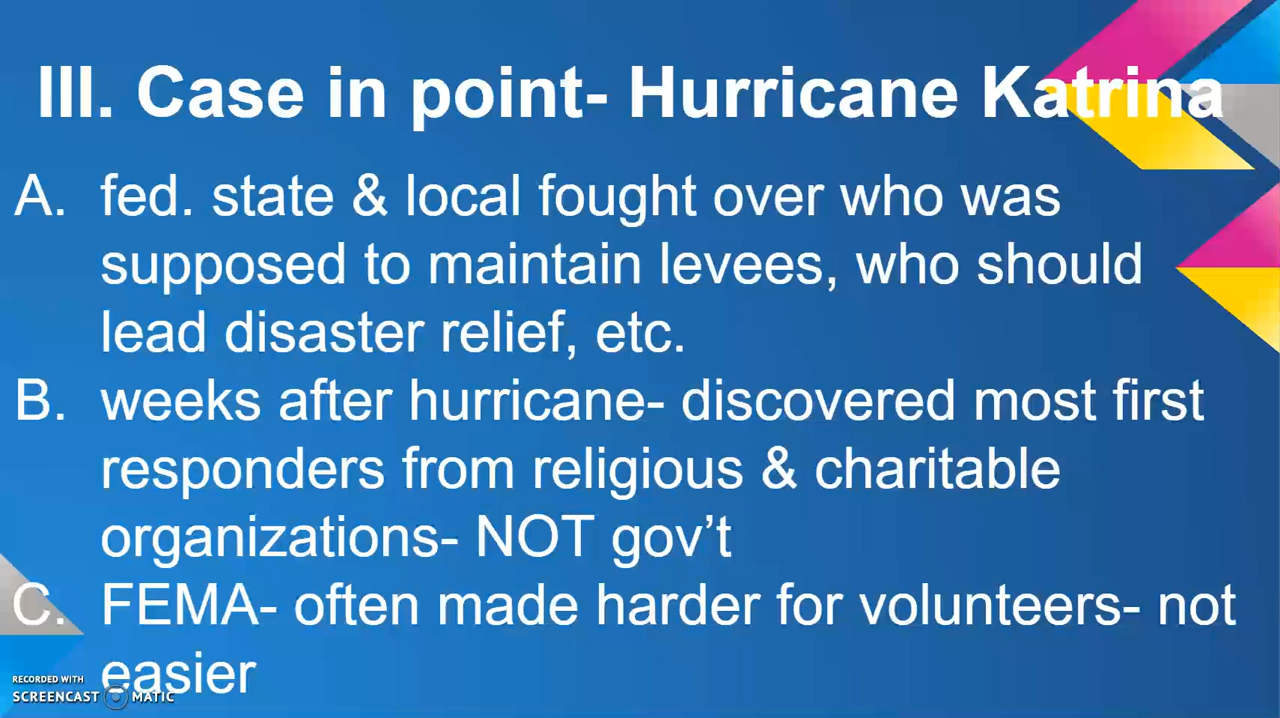 III. Case in point- Hurricane Katrina
A. fed. state & local fought over who was
supposed to maintain levees, who should
lead disaster relief, etc.
B. weeks after hurricane- discovered most first
responders from religious & charitable
organizations- NOT gov’t
C. FEMA- often made harder for volunteers- not
easier
RECORDED WITH
SCREENCAST MATIC